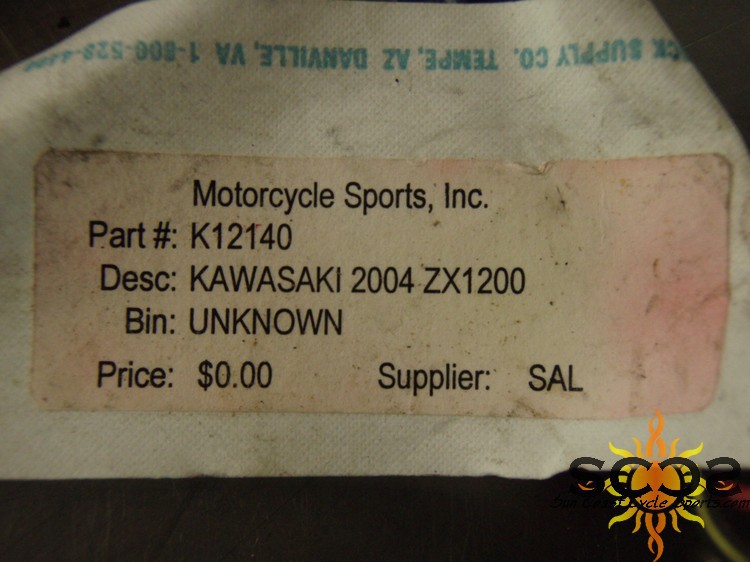 CK SUPPLY CO. TEMPE, AZ DANVILLE, VA 1-800-528-
Motorcycle Sports, Inc.
Part #: K12140
Desc: KAWASAKI 2004 ZX1200
Bin: UNKNOWN
Price: $0.00 Supplier: SAL